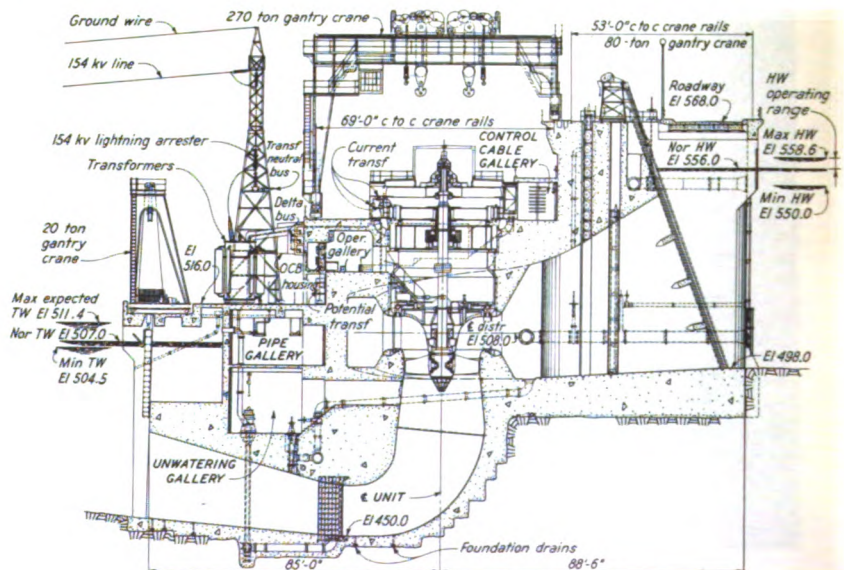 Ground wire
270 ton gantry crane
53'-0" c to c crane rails
80-ton gantry crane
154 kv line
Roadway
El 568.0
HW
operating
range
69'-0" c to c crane rails
154 kv lightning arrester
Transf
neutral
bus
Current
transf
CONTROL
CABLE
GALLERY
Nor HW
El 556.0
Max HW
El 558.6
Transformers
Delta
bus
Min HW
El 550.0
20 ton
gantry
crane
El
516.0
Oper.
gallery
OCB
housing
Max expected
TW El 511.4
Nor TW El 507.0
Min TW
El 504.5
Potential
transf
℄ distr
El 508.0
PIPE
GALLERY
El 498.0
UNWATERING
GALLERY
℄ UNIT
El 450.0
Foundation drains
85'-0"
88'-6"